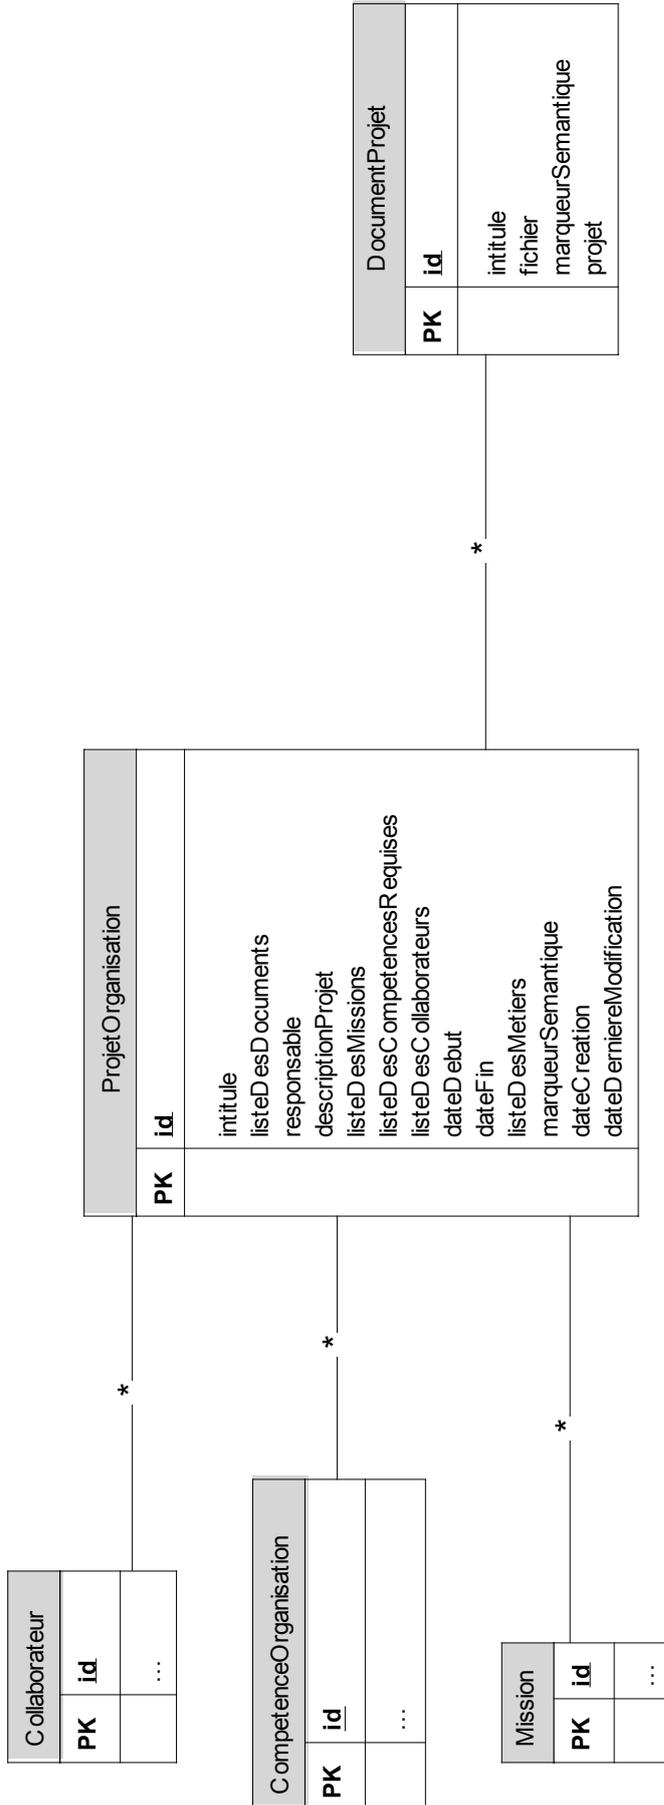 Collaborateur
PK id
...
*
CompetenceOrganisation
PK id
...
*
Mission
PK id
...
*
ProjetOrganisation
PK id
intitule
listeDesDocuments
responsable
descriptionProjet
listeDesMissions
listeDesCompetencesRequises
listeDesCollaborateurs
dateDebut
dateFin
listeDesMetiers
marqueurSemantique
dateCreation
dateDerniereModification
*
DocumentProjet
PK id
intitule
fichier
marqueurSemantique
projet